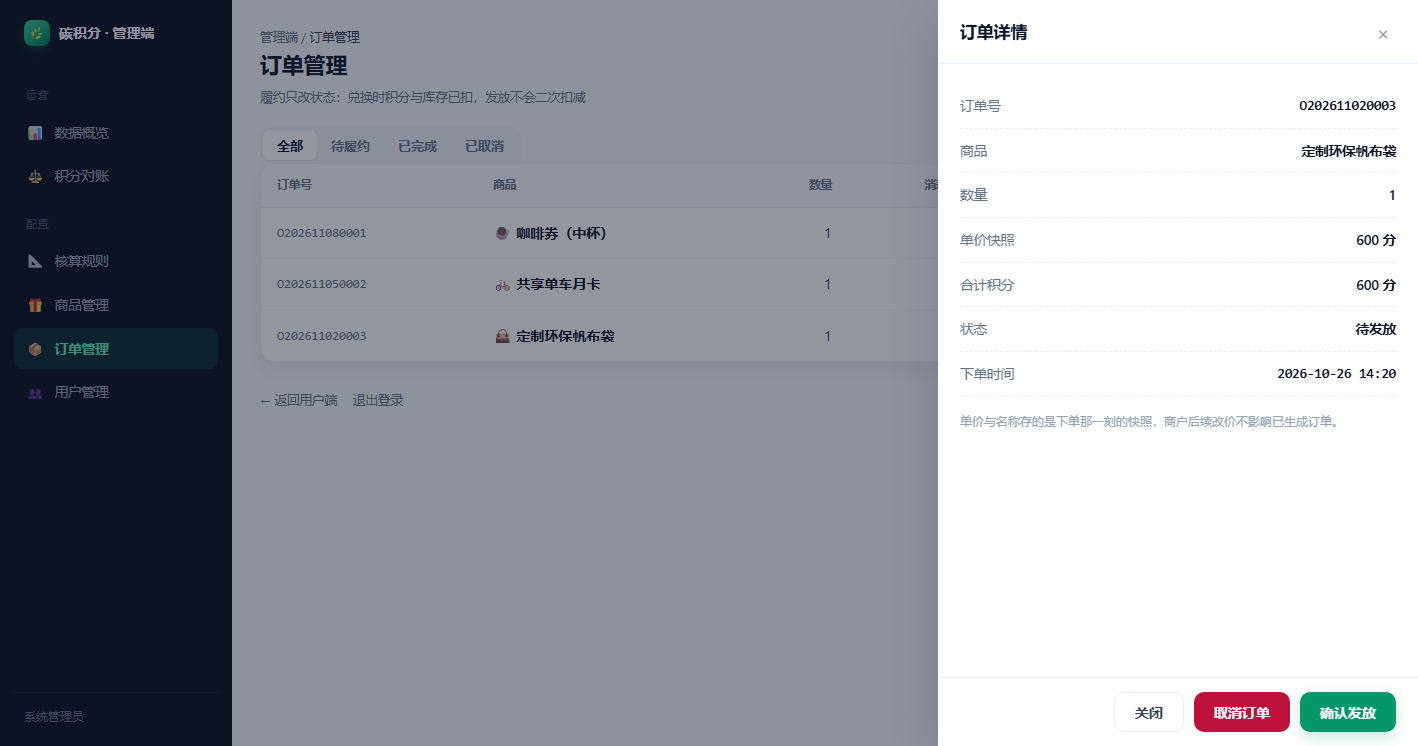 碳积分 · 管理端
运营
数据概览
积分对账
配置
核算规则
商品管理
订单管理
用户管理
系统管理员
管理端 / 订单管理
订单管理
履约只改状态：兑换时积分与库存已扣，发放不会二次扣减
全部 待履约 已完成 已取消
订单号 商品 数量
O202611080001 咖啡券（中杯） 1
O202611050002 共享单车月卡 1
O202611020003 定制环保帆布袋 1
← 返回用户端 退出登录
订单详情 ×
订单号 O202611020003
商品 定制环保帆布袋
数量 1
单价快照 600 分
合计积分 600 分
状态 待发放
下单时间 2026-10-26 14:20
单价与名称存的是下单那一刻的快照，商户后续改价不影响已生成订单。
关闭 取消订单 确认发放